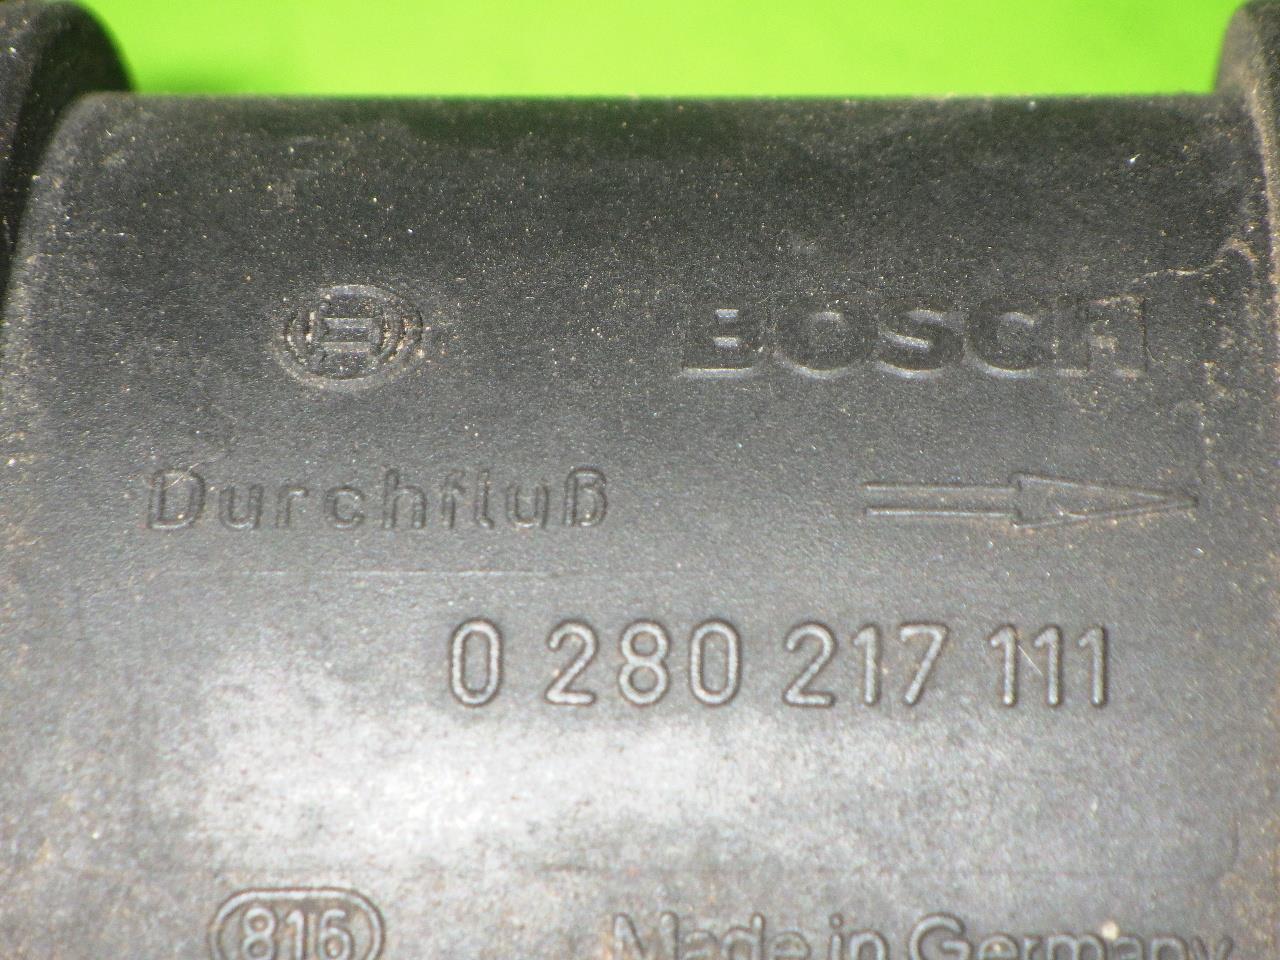 BOSCH
Durchfluß
0 280 217 111
816
Made in Germany